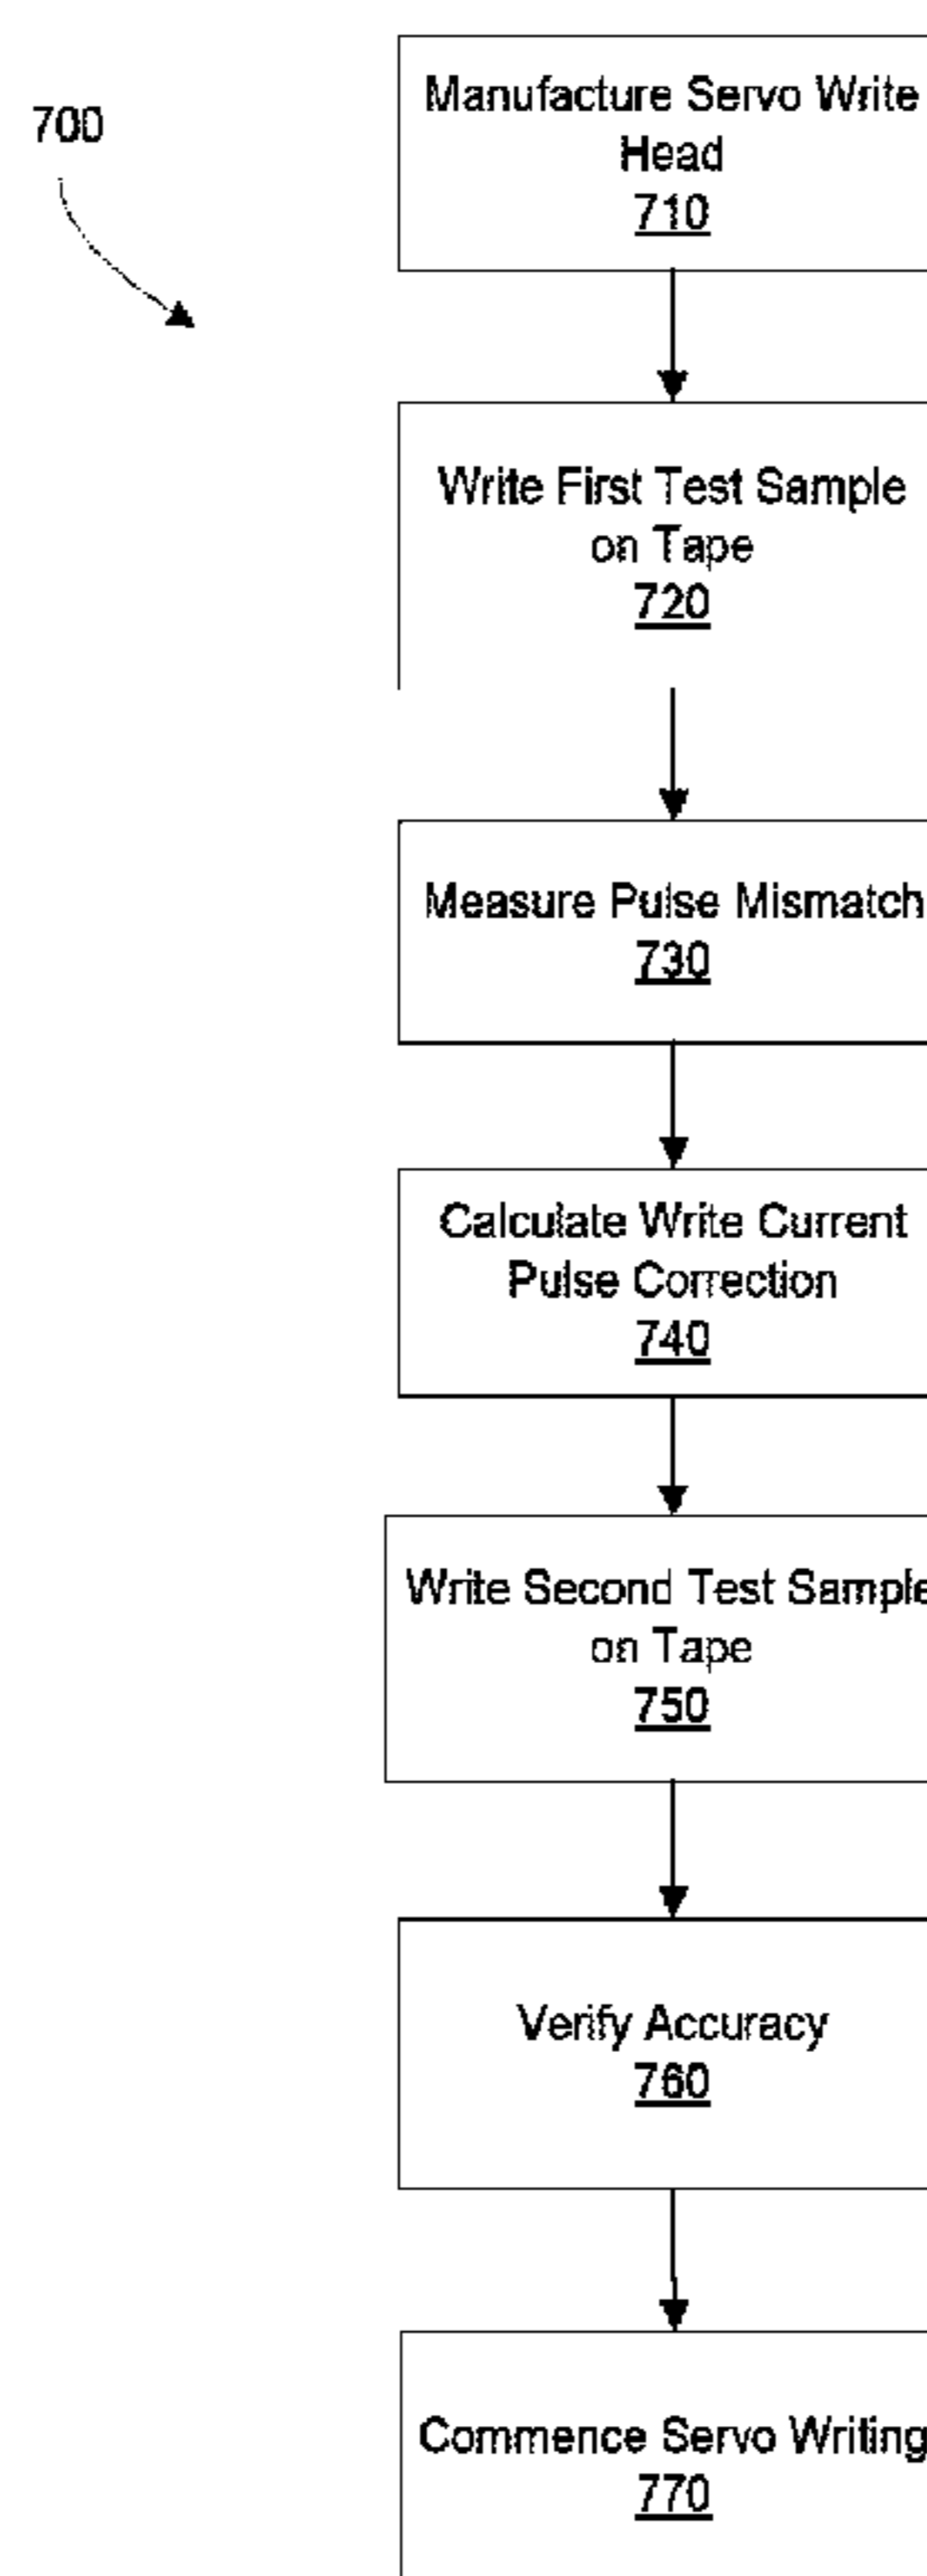 700
Manufacture Servo Write
Head
710
Write First Test Sample
on Tape
720
Measure Pulse Mismatch
730
Calculate Write Current
Pulse Correction
740
Write Second Test Sample
on Tape
750
Verify Accuracy
760
Commence Servo Writing
770